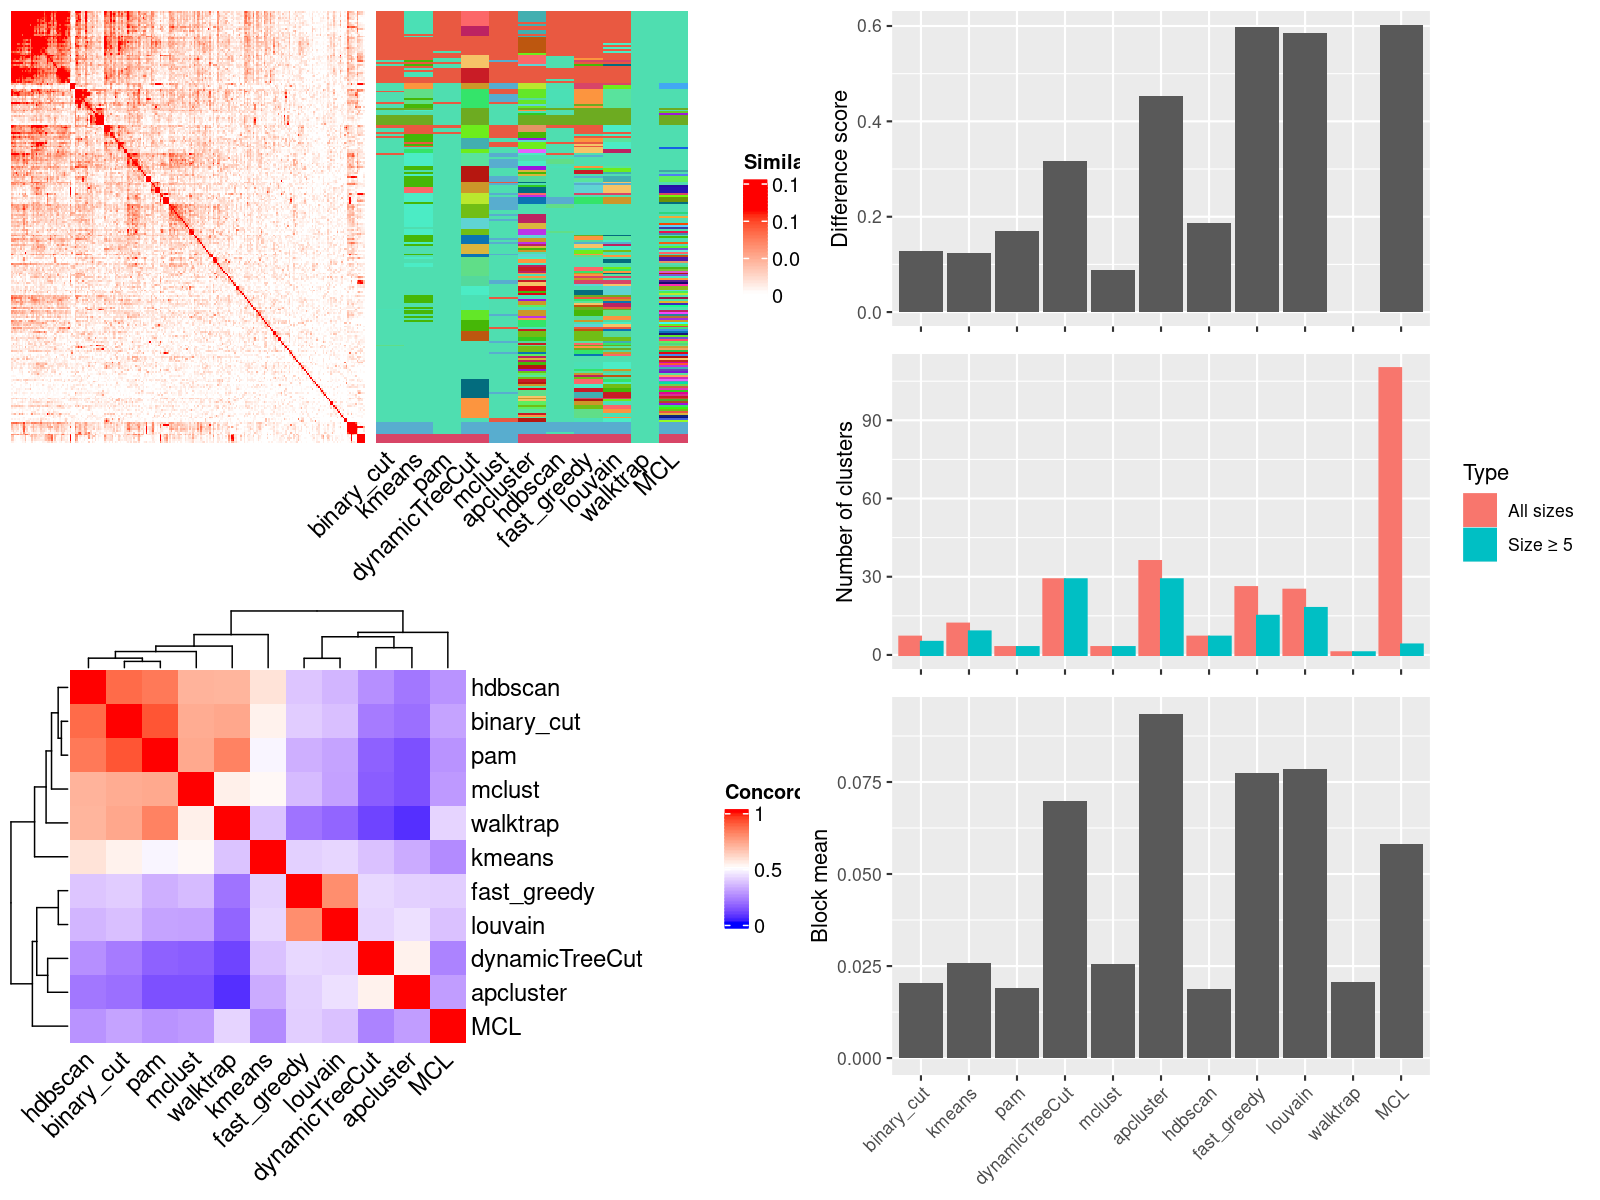 Simila
0.1
0.1
0.0
0
binary_cut
kmeans
pam
dynamicTreeCut
mclust
apcluster
hdbscan
fast_greedy
louvain
walktrap
MCL
hdbscan
binary_cut
pam
mclust
walktrap
kmeans
fast_greedy
louvain
dynamicTreeCut
apcluster
MCL
hdbscan
binary_cut
pam
mclust
walktrap
kmeans
fast_greedy
louvain
dynamicTreeCut
apcluster
MCL
Concord
1
0.5
0
Difference score
0.6
0.4
0.2
0.0
Number of clusters
90
60
30
0
Type
All sizes
Size ≥ 5
Block mean
0.075
0.050
0.025
0.000
binary_cut
kmeans
pam
dynamicTreeCut
mclust
apcluster
hdbscan
fast_greedy
louvain
walktrap
MCL